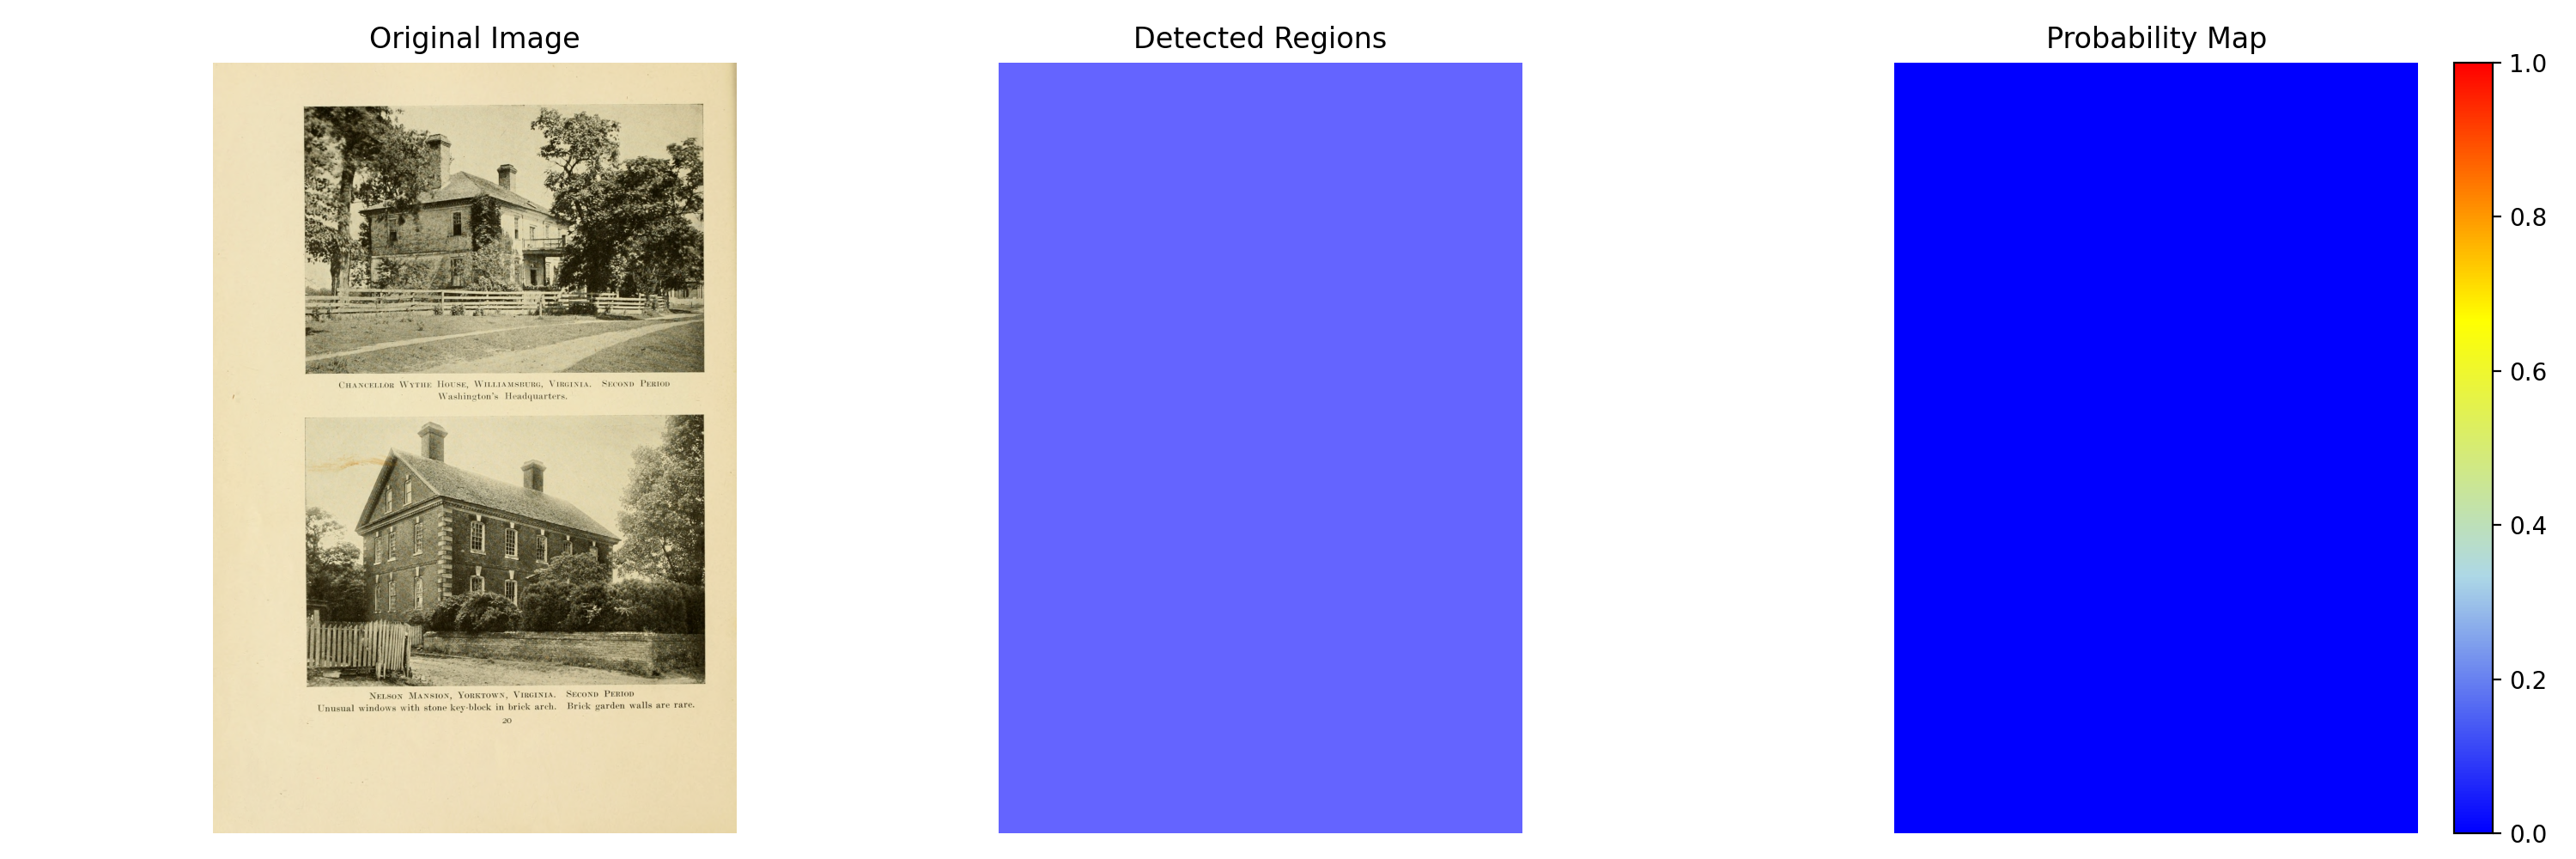 Original Image
Detected Regions
Probability Map
CHANCELLOR WYTHE HOUSE, WILLIAMSBURG, VIRGINIA. SECOND PERIOD
Washington's Headquarters.
NELSON MANSION, YORKTOWN, VIRGINIA. SECOND PERIOD
Unusual windows with stone key-block in brick arch. Brick garden walls are rare.
20
1.0
0.8
0.6
0.4
0.2
0.0